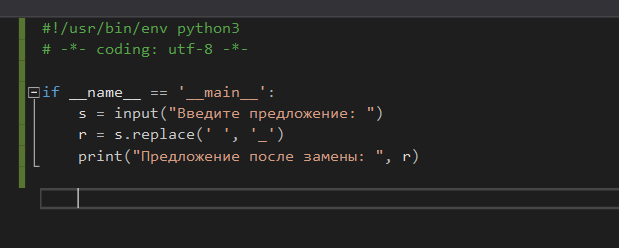 #!/usr/bin/env python3
# -*- coding: utf-8 -*-
if __name__ == '__main__':
s = input("Введите предложение: ")
r = s.replace(' ', '_')
print("Предложение после замены: ", r)